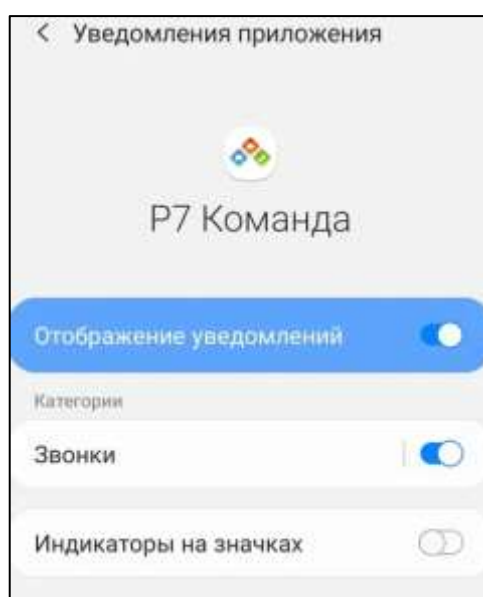 < Уведомления приложения
Р7 Команда
Отображение уведомлений
Категории
Звонки
Индикаторы на значках